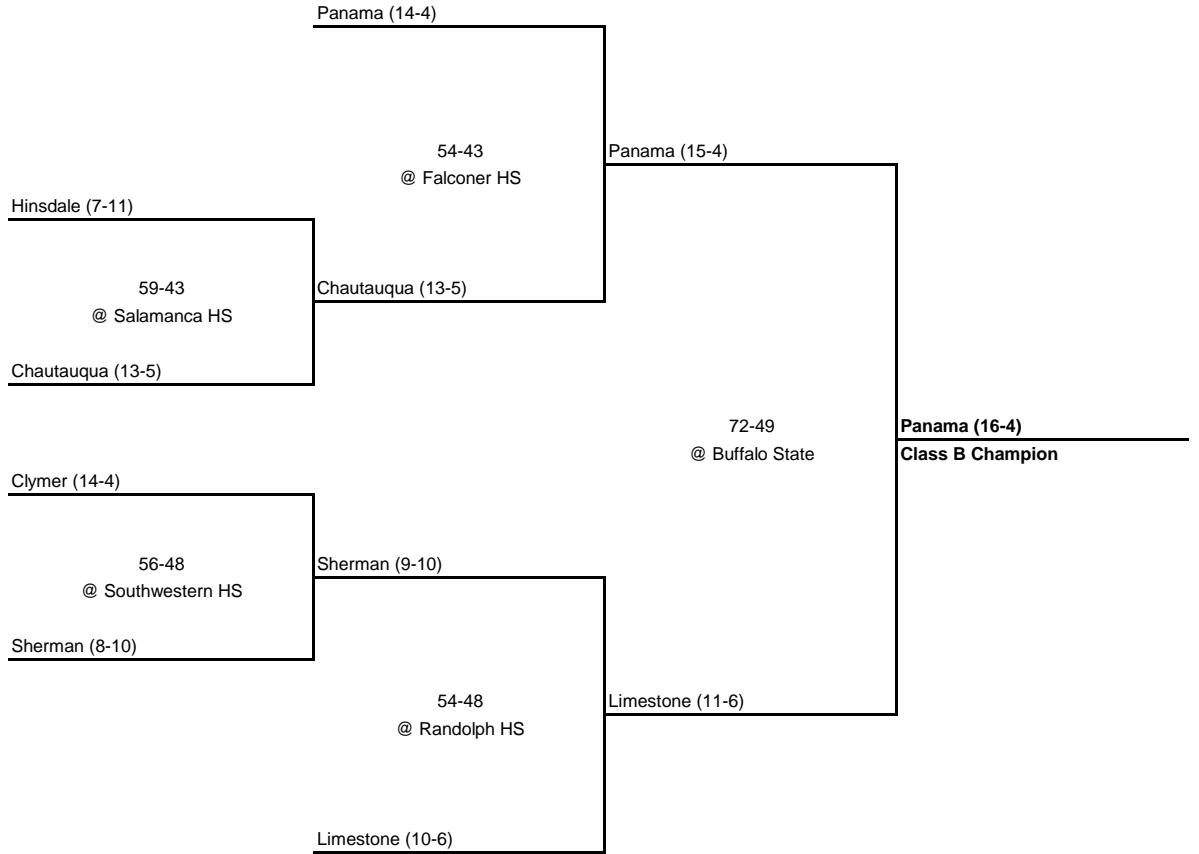 Panama (14-4)
54-43
@ Falconer HS
Panama (15-4)
Hinsdale (7-11)
59-43
@ Salamanca HS
Chautauqua (13-5)
Chautauqua (13-5)
72-49
@ Buffalo State
Panama (16-4)
Class B Champion
Clymer (14-4)
56-48
@ Southwestern HS
Sherman (9-10)
Sherman (8-10)
54-48
@ Randolph HS
Limestone (11-6)
Limestone (10-6)